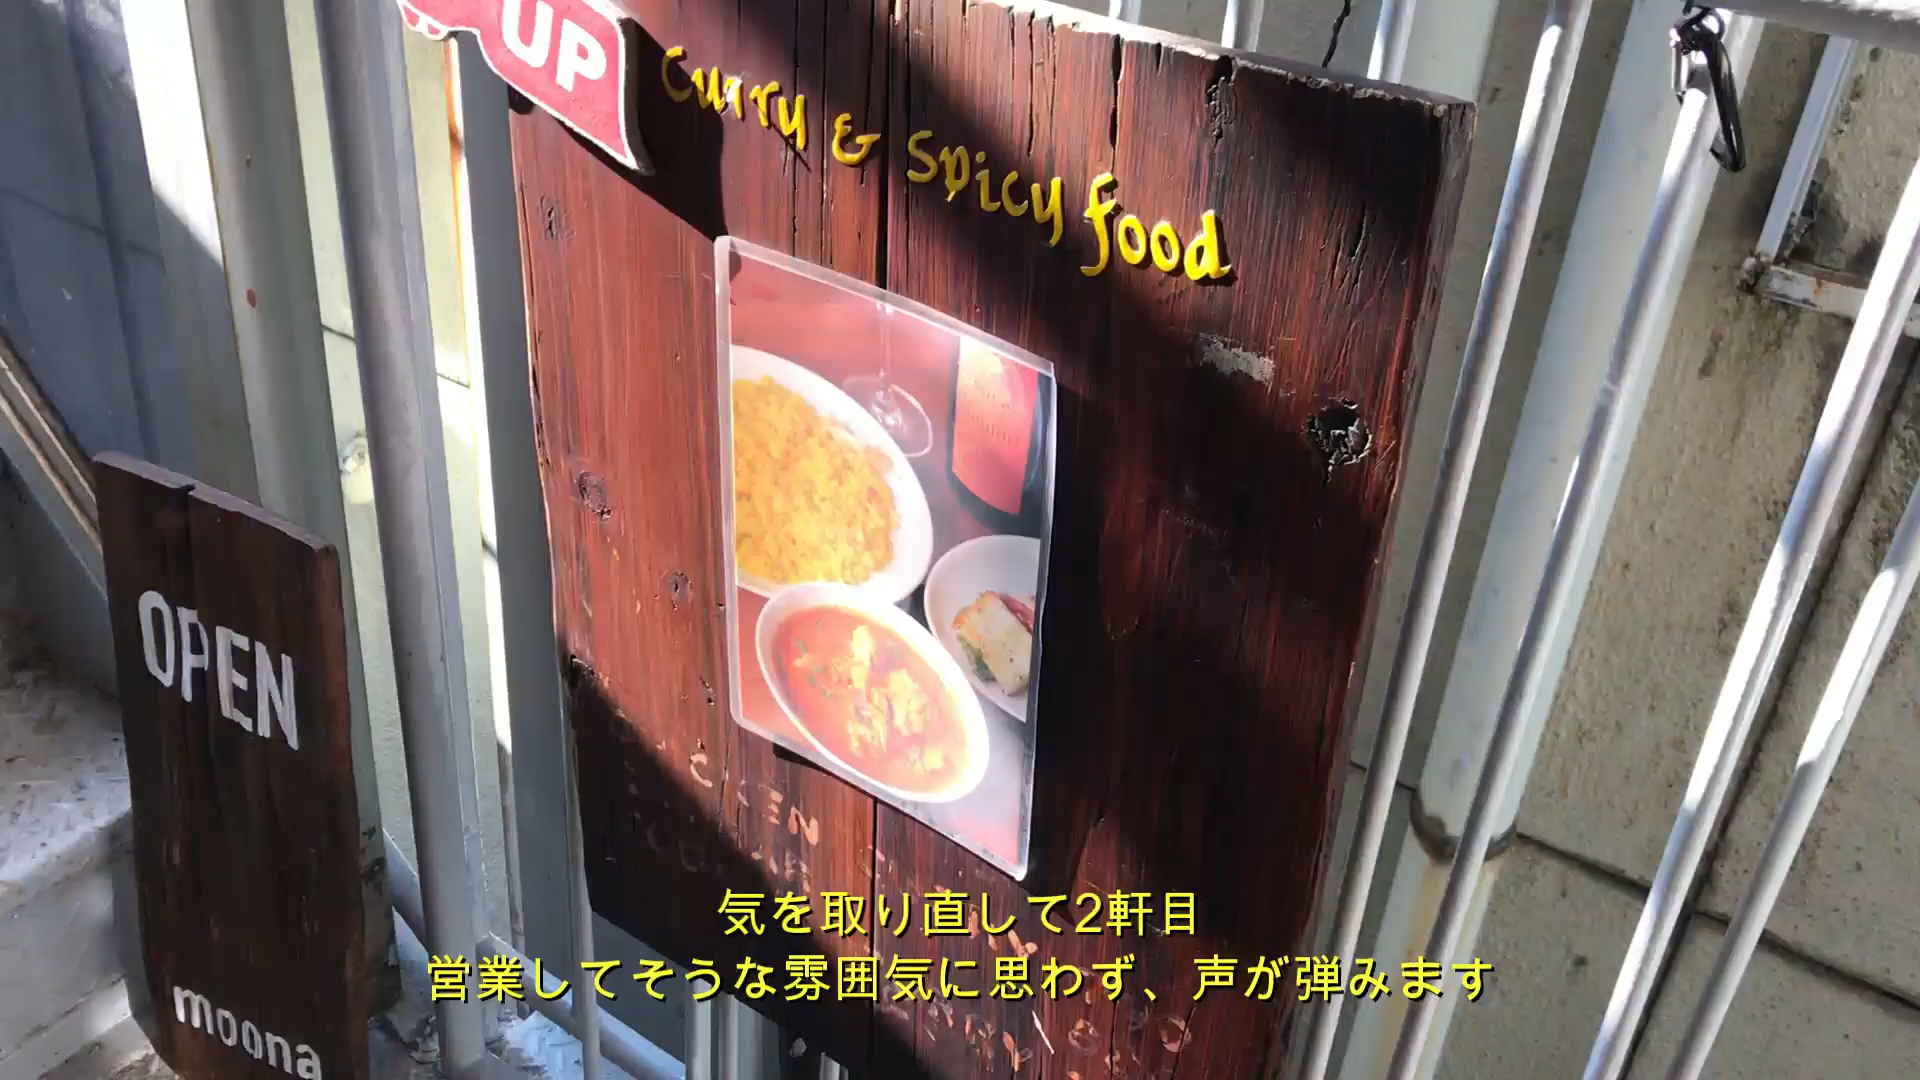 UP
Curry & Spicy food
OPEN
moona
気を取り直して2軒目
営業してそうな雰囲気に思わず、声が弾みます